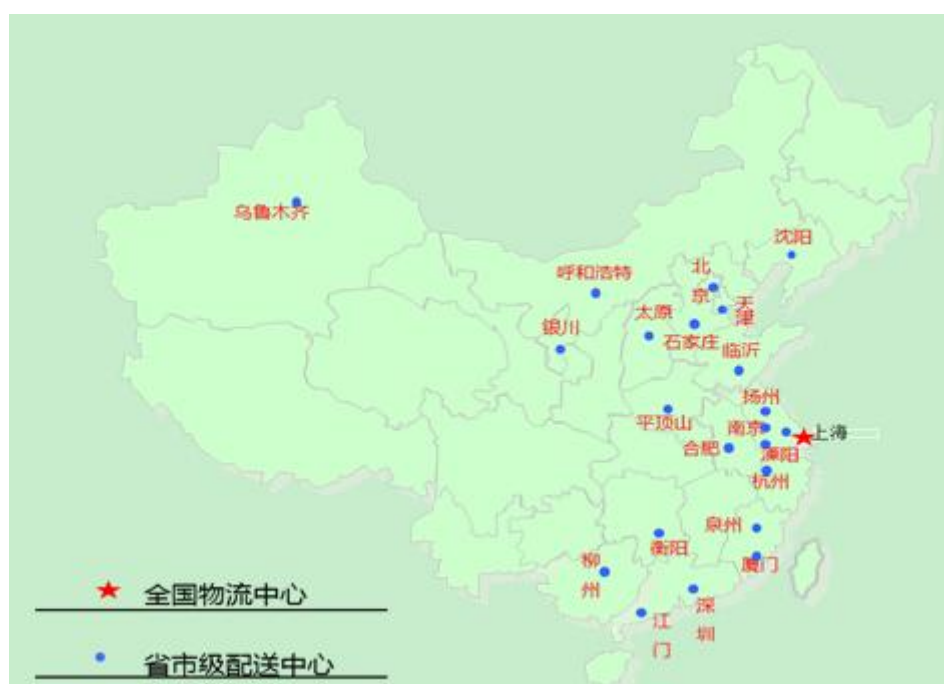 乌鲁木齐
沈阳
北京
呼和浩特
天津
太原
银川
石家庄
临沂
扬州
平顶山
南京
上海
合肥
溧阳
杭州
泉州
衡阳
厦门
柳州
深圳
江门
全国物流中心
省市级配送中心